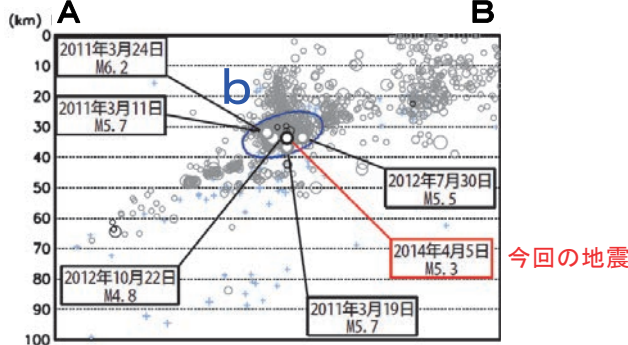 (km) A B
0
10
20
30
40
50
60
70
80
90
100
2011年3月24日
M6.2
b
2011年3月11日
M5.7
2012年7月30日
M5.5
2014年4月5日
M5.3
今回の地震
2012年10月22日
M4.8
2011年3月19日
M5.7